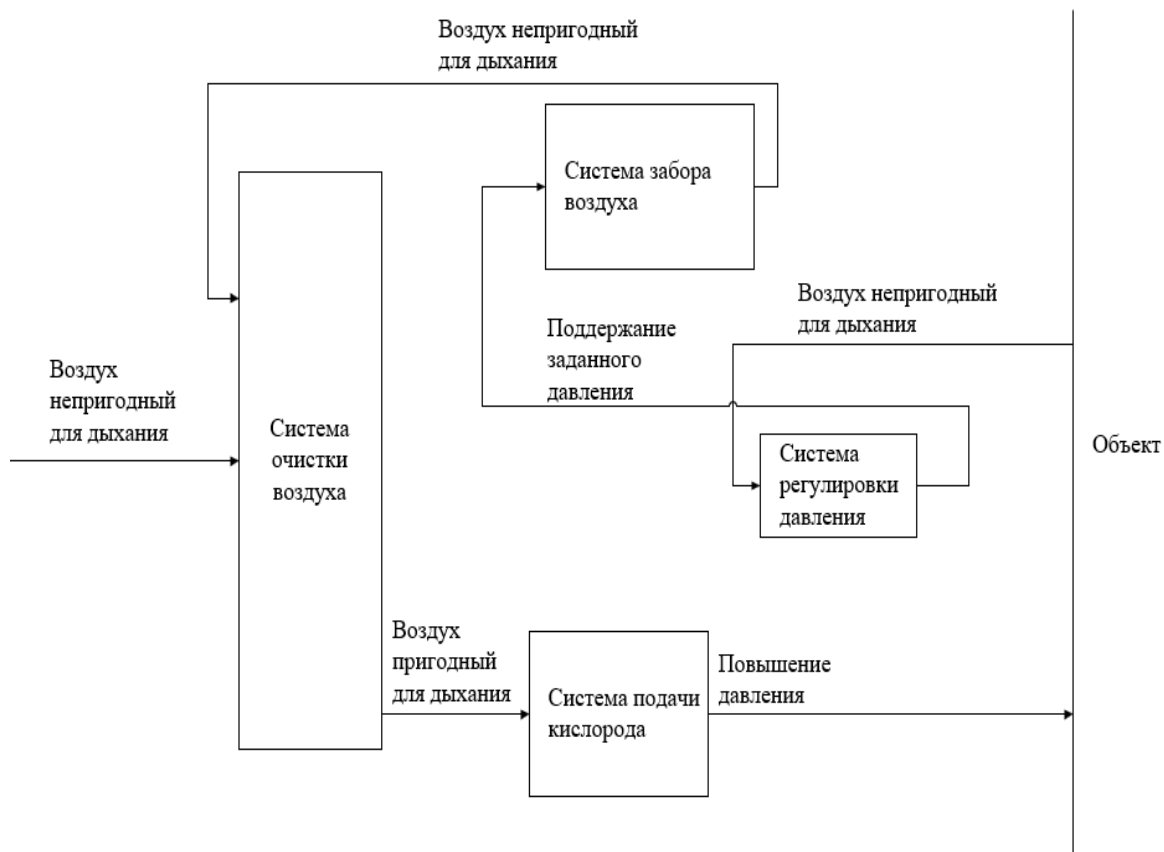 Воздух непригодный
для дыхания
Система забора
воздуха
Воздух непригодный
для дыхания
Поддержание
заданного
давления
Воздух
непригодный
для дыхания
Система
очистки
воздуха
Система
регулировки
давления
Объект
Воздух
пригодный
для дыхания
Система подачи
кислорода
Повышение
давления